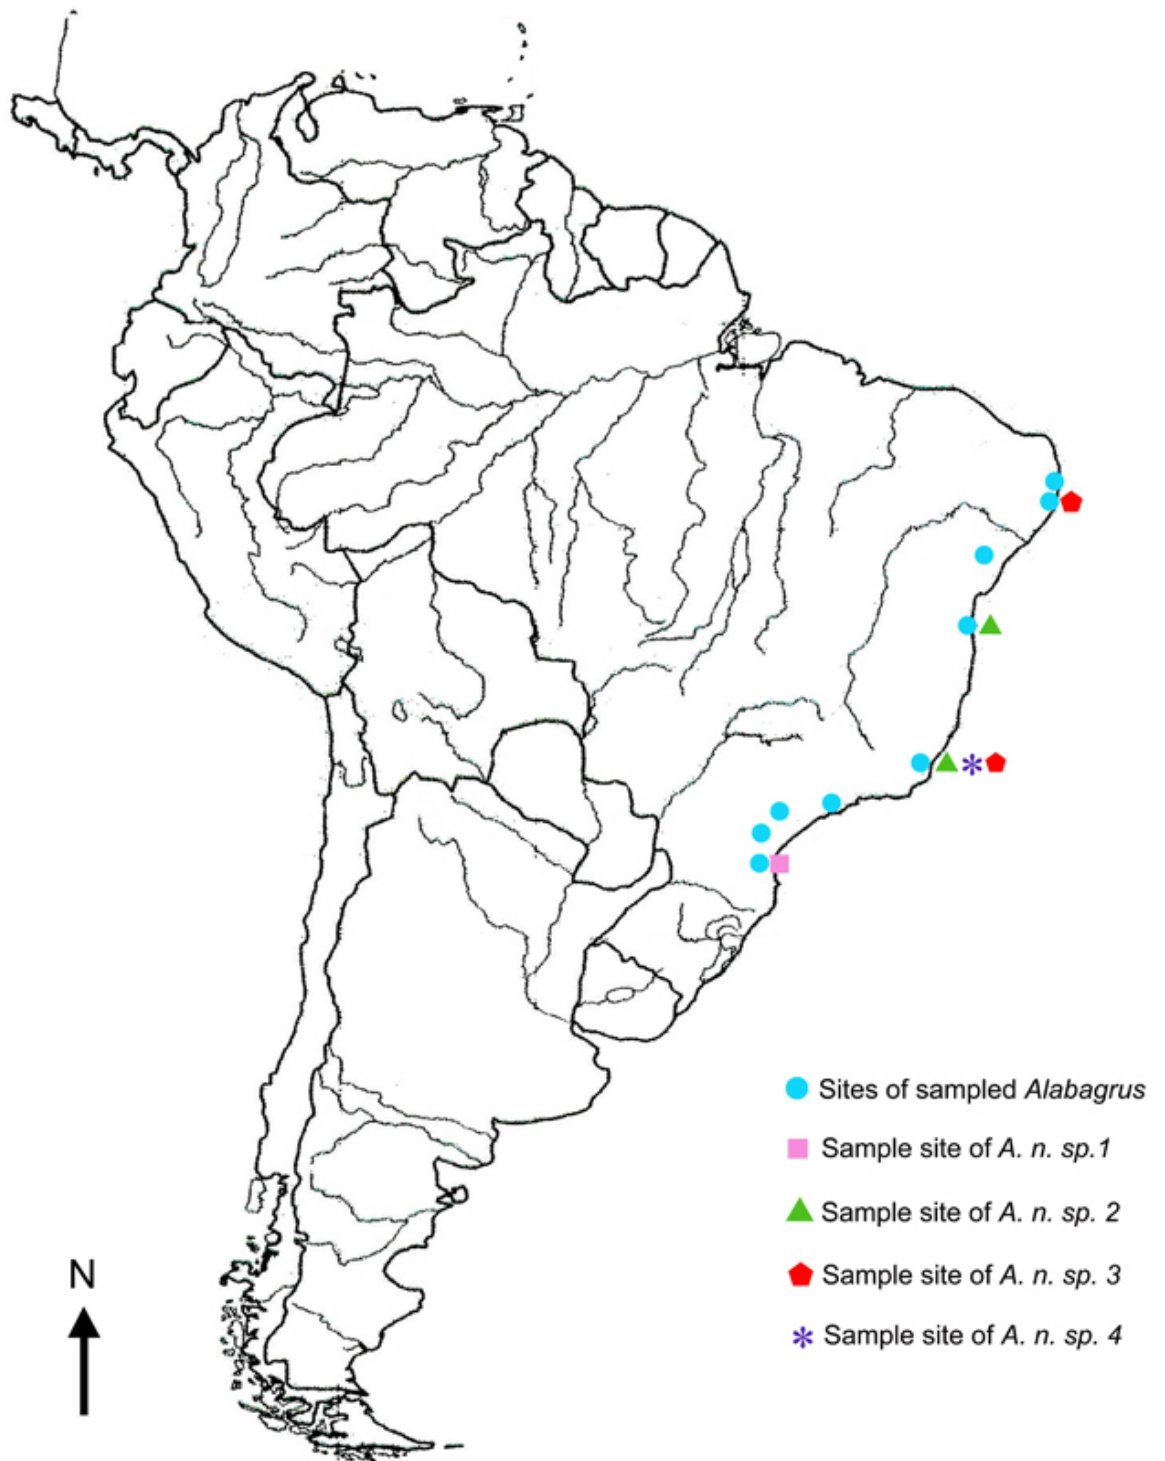 Sites of sampled Alabagrus
Sample site of A. n. sp.1
Sample site of A. n. sp. 2
Sample site of A. n. sp. 3
Sample site of A. n. sp. 4
N